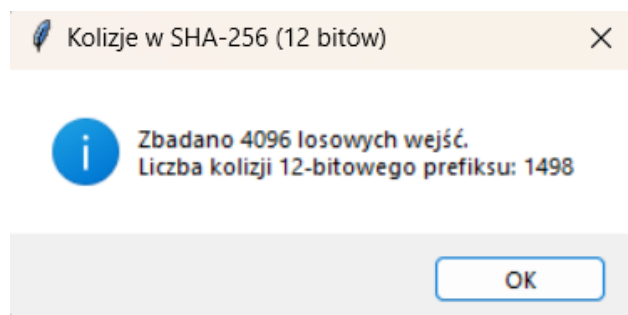 Kolizje w SHA-256 (12 bitów)
Zbadano 4096 losowych wejść.
Liczba kolizji 12-bitowego prefiksu: 1498
OK